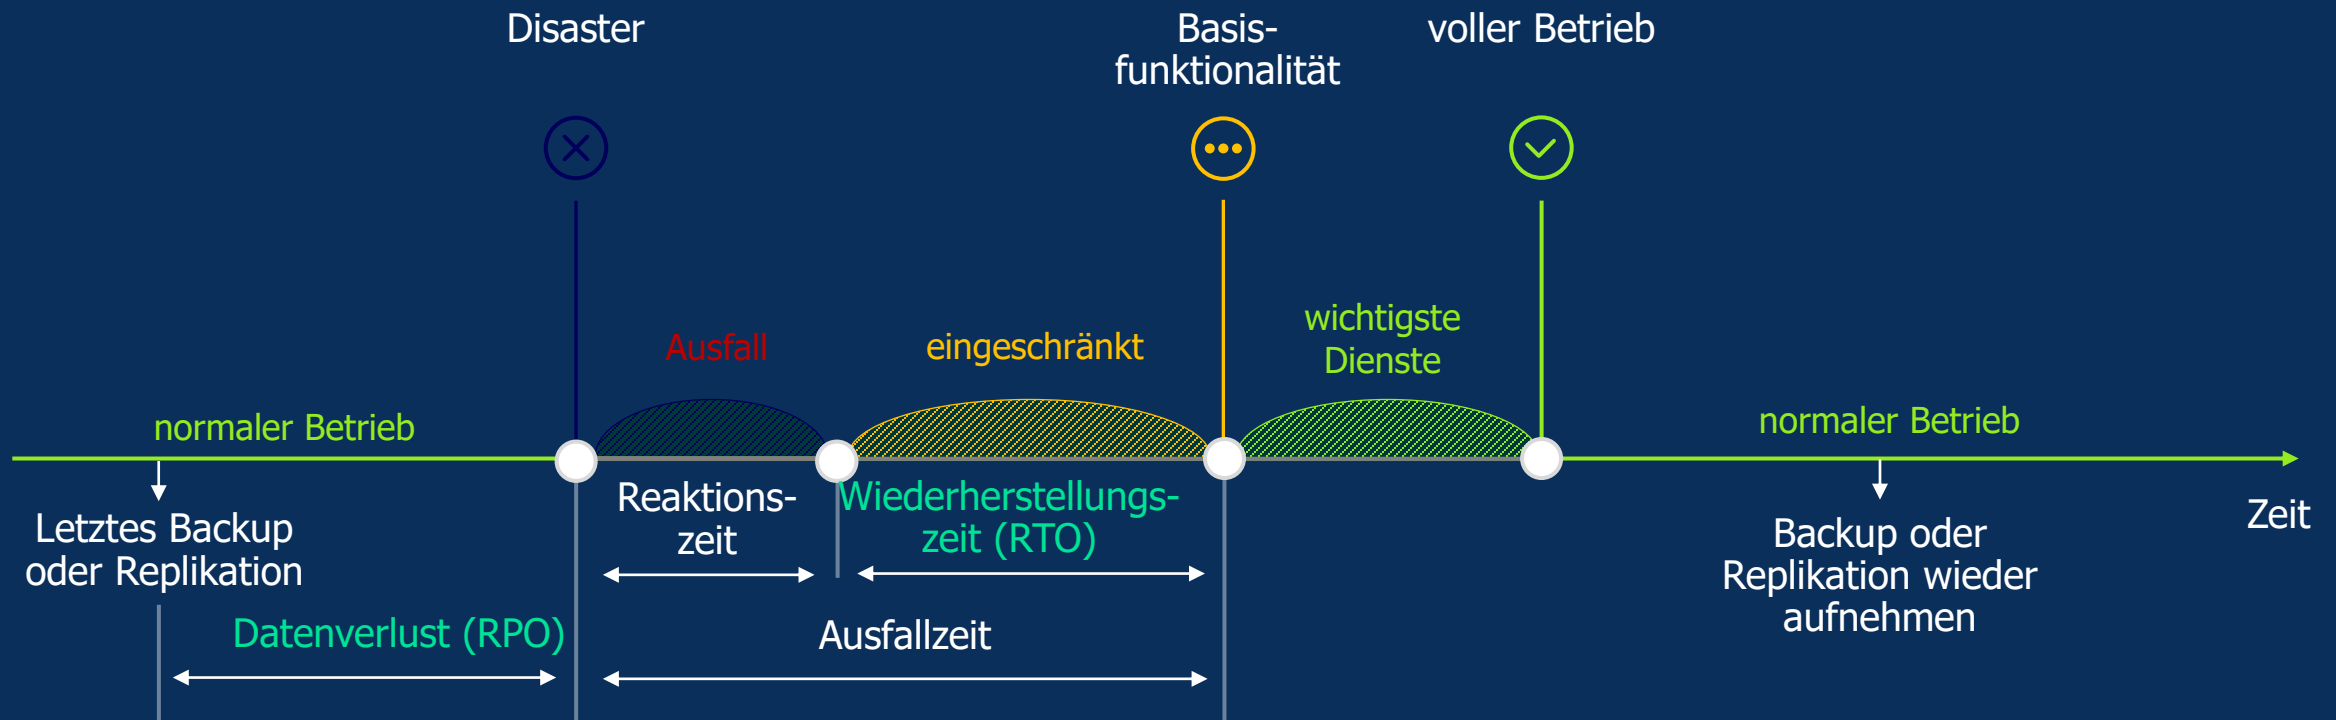 Disaster
Basis-
funktionalität
voller Betrieb
Ausfall
eingeschränkt
wichtigste
Dienste
normaler Betrieb
normaler Betrieb
Letztes Backup
oder Replikation
Reaktions-
zeit
Wiederherstellungs-
zeit (RTO)
Backup oder
Replikation wieder
aufnehmen
Zeit
Datenverlust (RPO)
Ausfallzeit